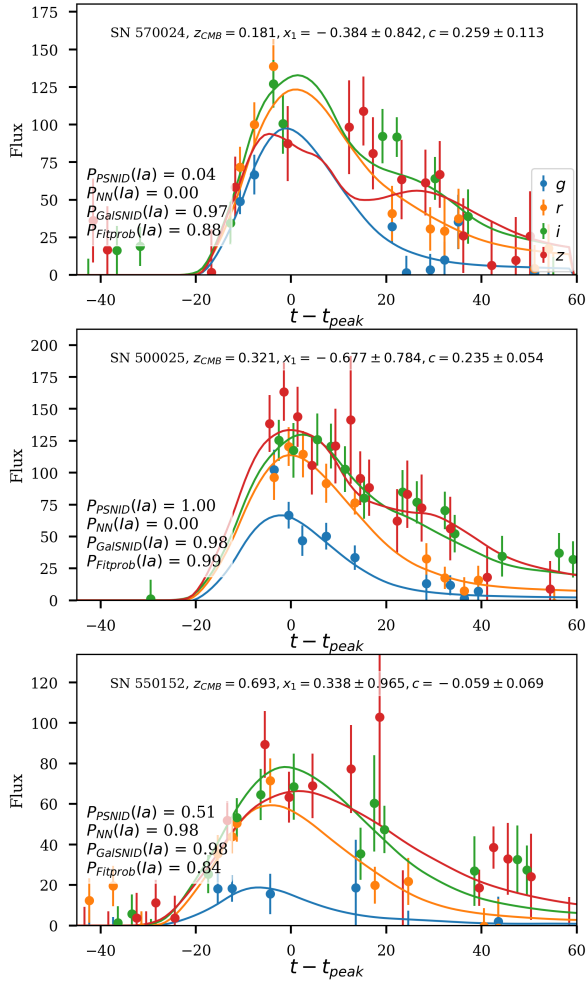 SN 570024, z_CMB = 0.181, x_1 = −0.384 ± 0.842, c = 0.259 ± 0.113
175
150
125
100
75
50
25
0
Flux
P_PSNID(Ia) = 0.04
P_NN(Ia) = 0.00
P_GalSNID(Ia) = 0.97
P_Fitprob(Ia) = 0.88
g
r
i
z
−40 −20 0 20 40 60
t − t_peak
SN 500025, z_CMB = 0.321, x_1 = −0.677 ± 0.784, c = 0.235 ± 0.054
200
175
150
125
100
75
50
25
0
Flux
P_PSNID(Ia) = 1.00
P_NN(Ia) = 0.00
P_GalSNID(Ia) = 0.98
P_Fitprob(Ia) = 0.99
−40 −20 0 20 40 60
t − t_peak
SN 550152, z_CMB = 0.693, x_1 = 0.338 ± 0.965, c = −0.059 ± 0.069
120
100
80
60
40
20
0
Flux
P_PSNID(Ia) = 0.51
P_NN(Ia) = 0.98
P_GalSNID(Ia) = 0.98
P_Fitprob(Ia) = 0.84
−40 −20 0 20 40 60
t − t_peak